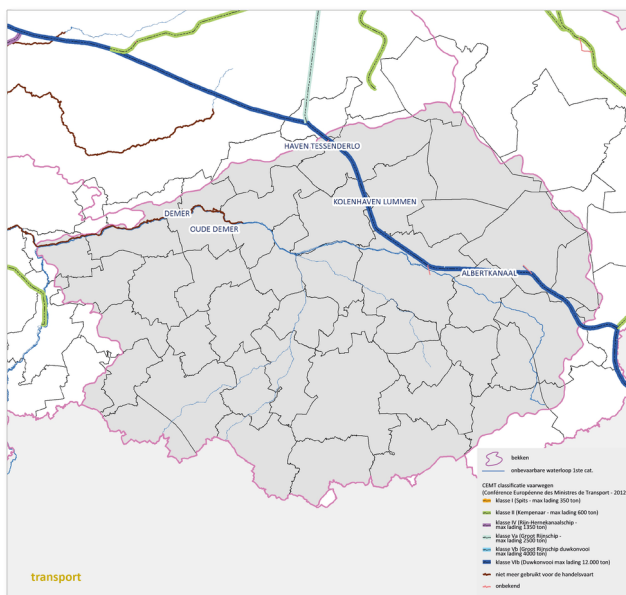 HAVEN TESSENDERLO
KOLENHAVEN LUMMEN
DEMER
OUDE DEMER
ALBERTKANAAL
bekken
onbevaarbare waterloop 1ste cat.
CEMT classificatie vaarwegen
(Conférence Européenne des Ministres de Transport - 2012
klasse I (Spits - max lading 350 ton)
klasse II (Kempenaar - max lading 600 ton)
klasse IV (Rijn-Hernekanaalschip -
max lading 1350 ton)
klasse Va (Groot Rijnschip -
max lading 2500 ton)
klasse Vb (Groot Rijnschip duwkonvooi
max lading 4000 ton)
klasse VIb (Duwkonvooi max lading 12.000 ton)
niet meer gebruikt voor de handelsvaart
onbekend
transport